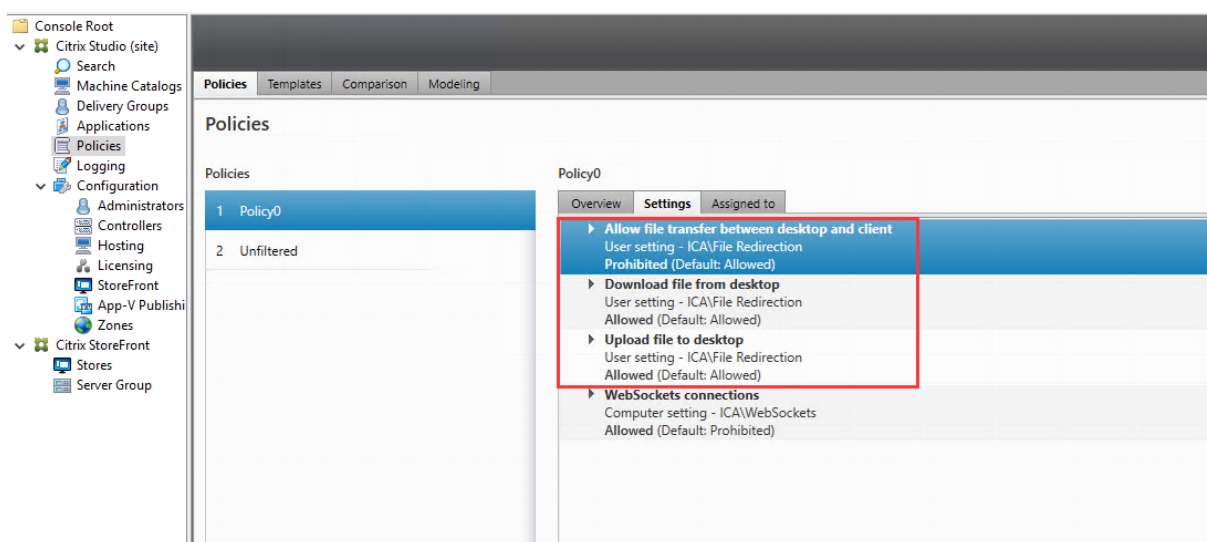 Console Root
Citrix Studio (site)
Search
Machine Catalogs
Delivery Groups
Applications
Policies
Logging
Configuration
Administrators
Controllers
Hosting
Licensing
StoreFront
App-V Publishi
Zones
Citrix StoreFront
Stores
Server Group
Policies Templates Comparison Modeling
Policies
Policies
1 Policy0
2 Unfiltered
Policy0
Overview Settings Assigned to
Allow file transfer between desktop and client
User setting - ICA\File Redirection
Prohibited (Default: Allowed)
Download file from desktop
User setting - ICA\File Redirection
Allowed (Default: Allowed)
Upload file to desktop
User setting - ICA\File Redirection
Allowed (Default: Allowed)
WebSockets connections
Computer setting - ICA\WebSockets
Allowed (Default: Prohibited)